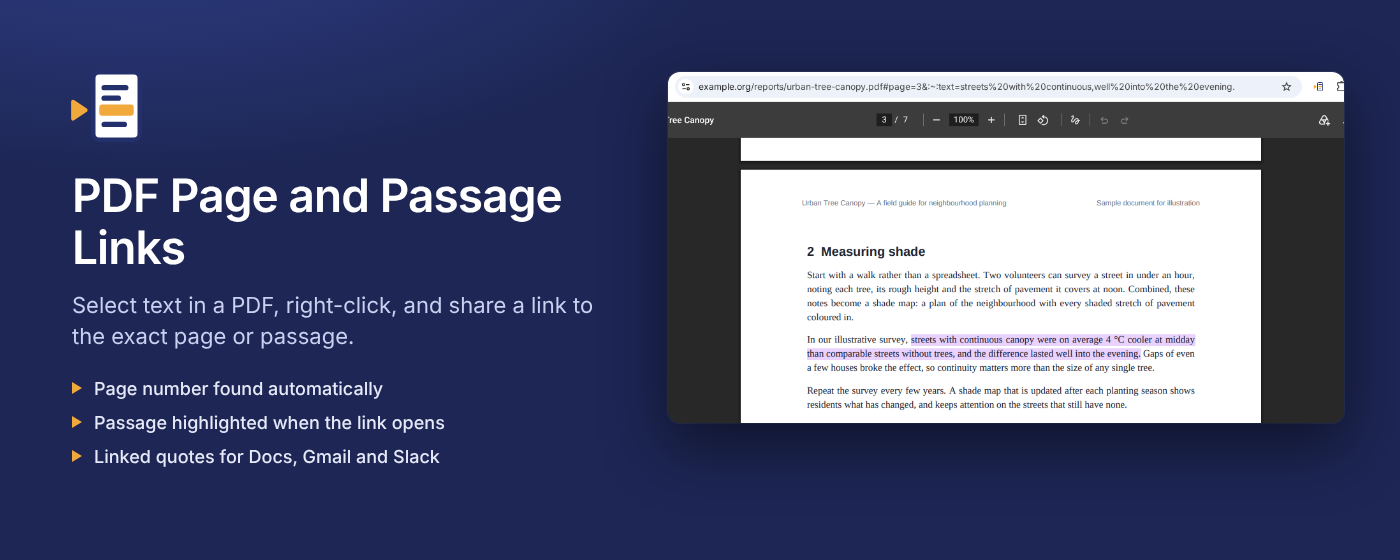 PDF Page and Passage
Links
Select text in a PDF, right-click, and share a link to
the exact page or passage.
Page number found automatically
Passage highlighted when the link opens
Linked quotes for Docs, Gmail and Slack
example.org/reports/urban-tree-canopy.pdf#page=3&:~:text=streets%20with%20continuous,well%20into%20the%20evening.
Tree Canopy
3 / 7
100%
Urban Tree Canopy — A field guide for neighbourhood planning
Sample document for illustration
2 Measuring shade
Start with a walk rather than a spreadsheet. Two volunteers can survey a street in under an hour,
noting each tree, its rough height and the stretch of pavement it covers at noon. Combined, these
notes become a shade map: a plan of the neighbourhood with every shaded stretch of pavement
coloured in.
In our illustrative survey, streets with continuous canopy were on average 4 °C cooler at midday
than comparable streets without trees, and the difference lasted well into the evening. Gaps of even
a few houses broke the effect, so continuity matters more than the size of any single tree.
Repeat the survey every few years. A shade map that is updated after each planting season shows
residents what has changed, and keeps attention on the streets that still have none.